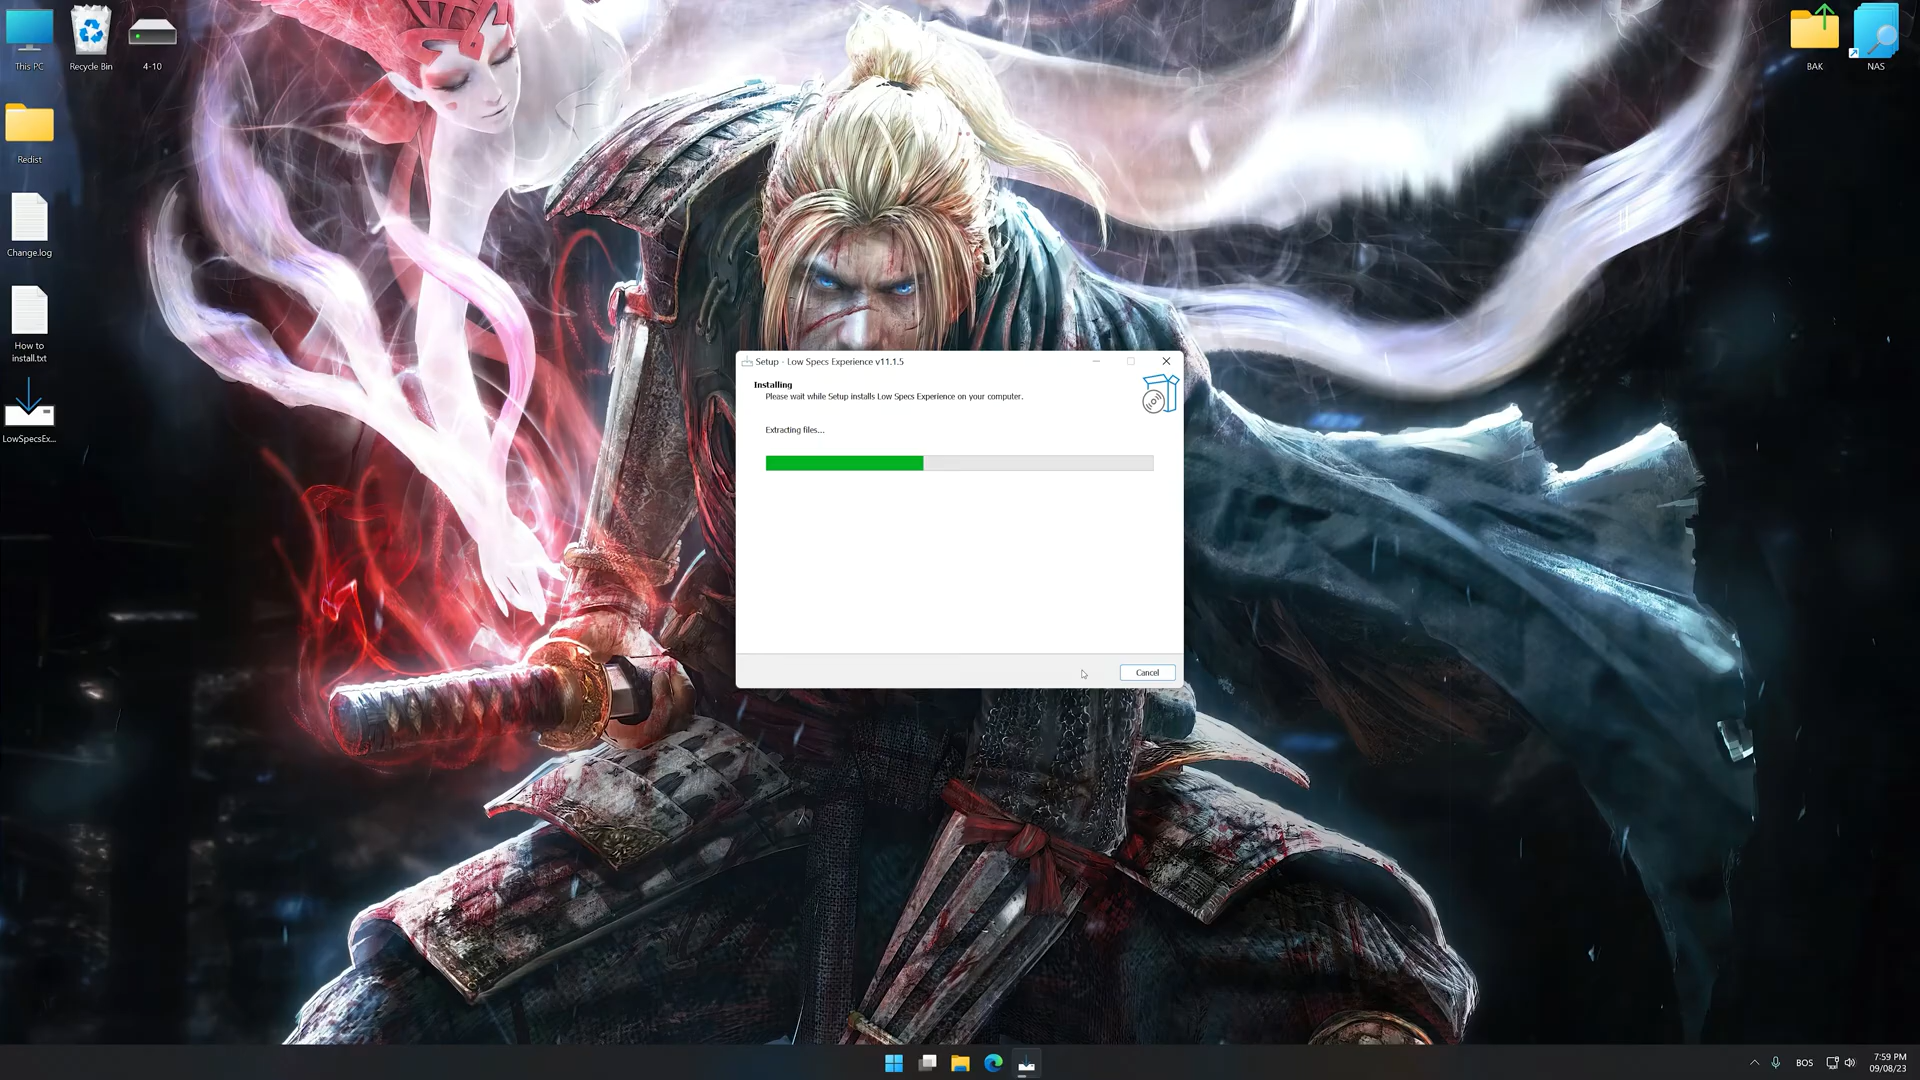 This PC
Recycle Bin
4-10
BAK
NAS
Redist
Change.log
How to
install.txt
LowSpecsEx...
Setup - Low Specs Experience v11.1.5
Installing
Please wait while Setup installs Low Specs Experience on your computer.
Extracting files...
Cancel
BOS
7:59 PM
09/08/23